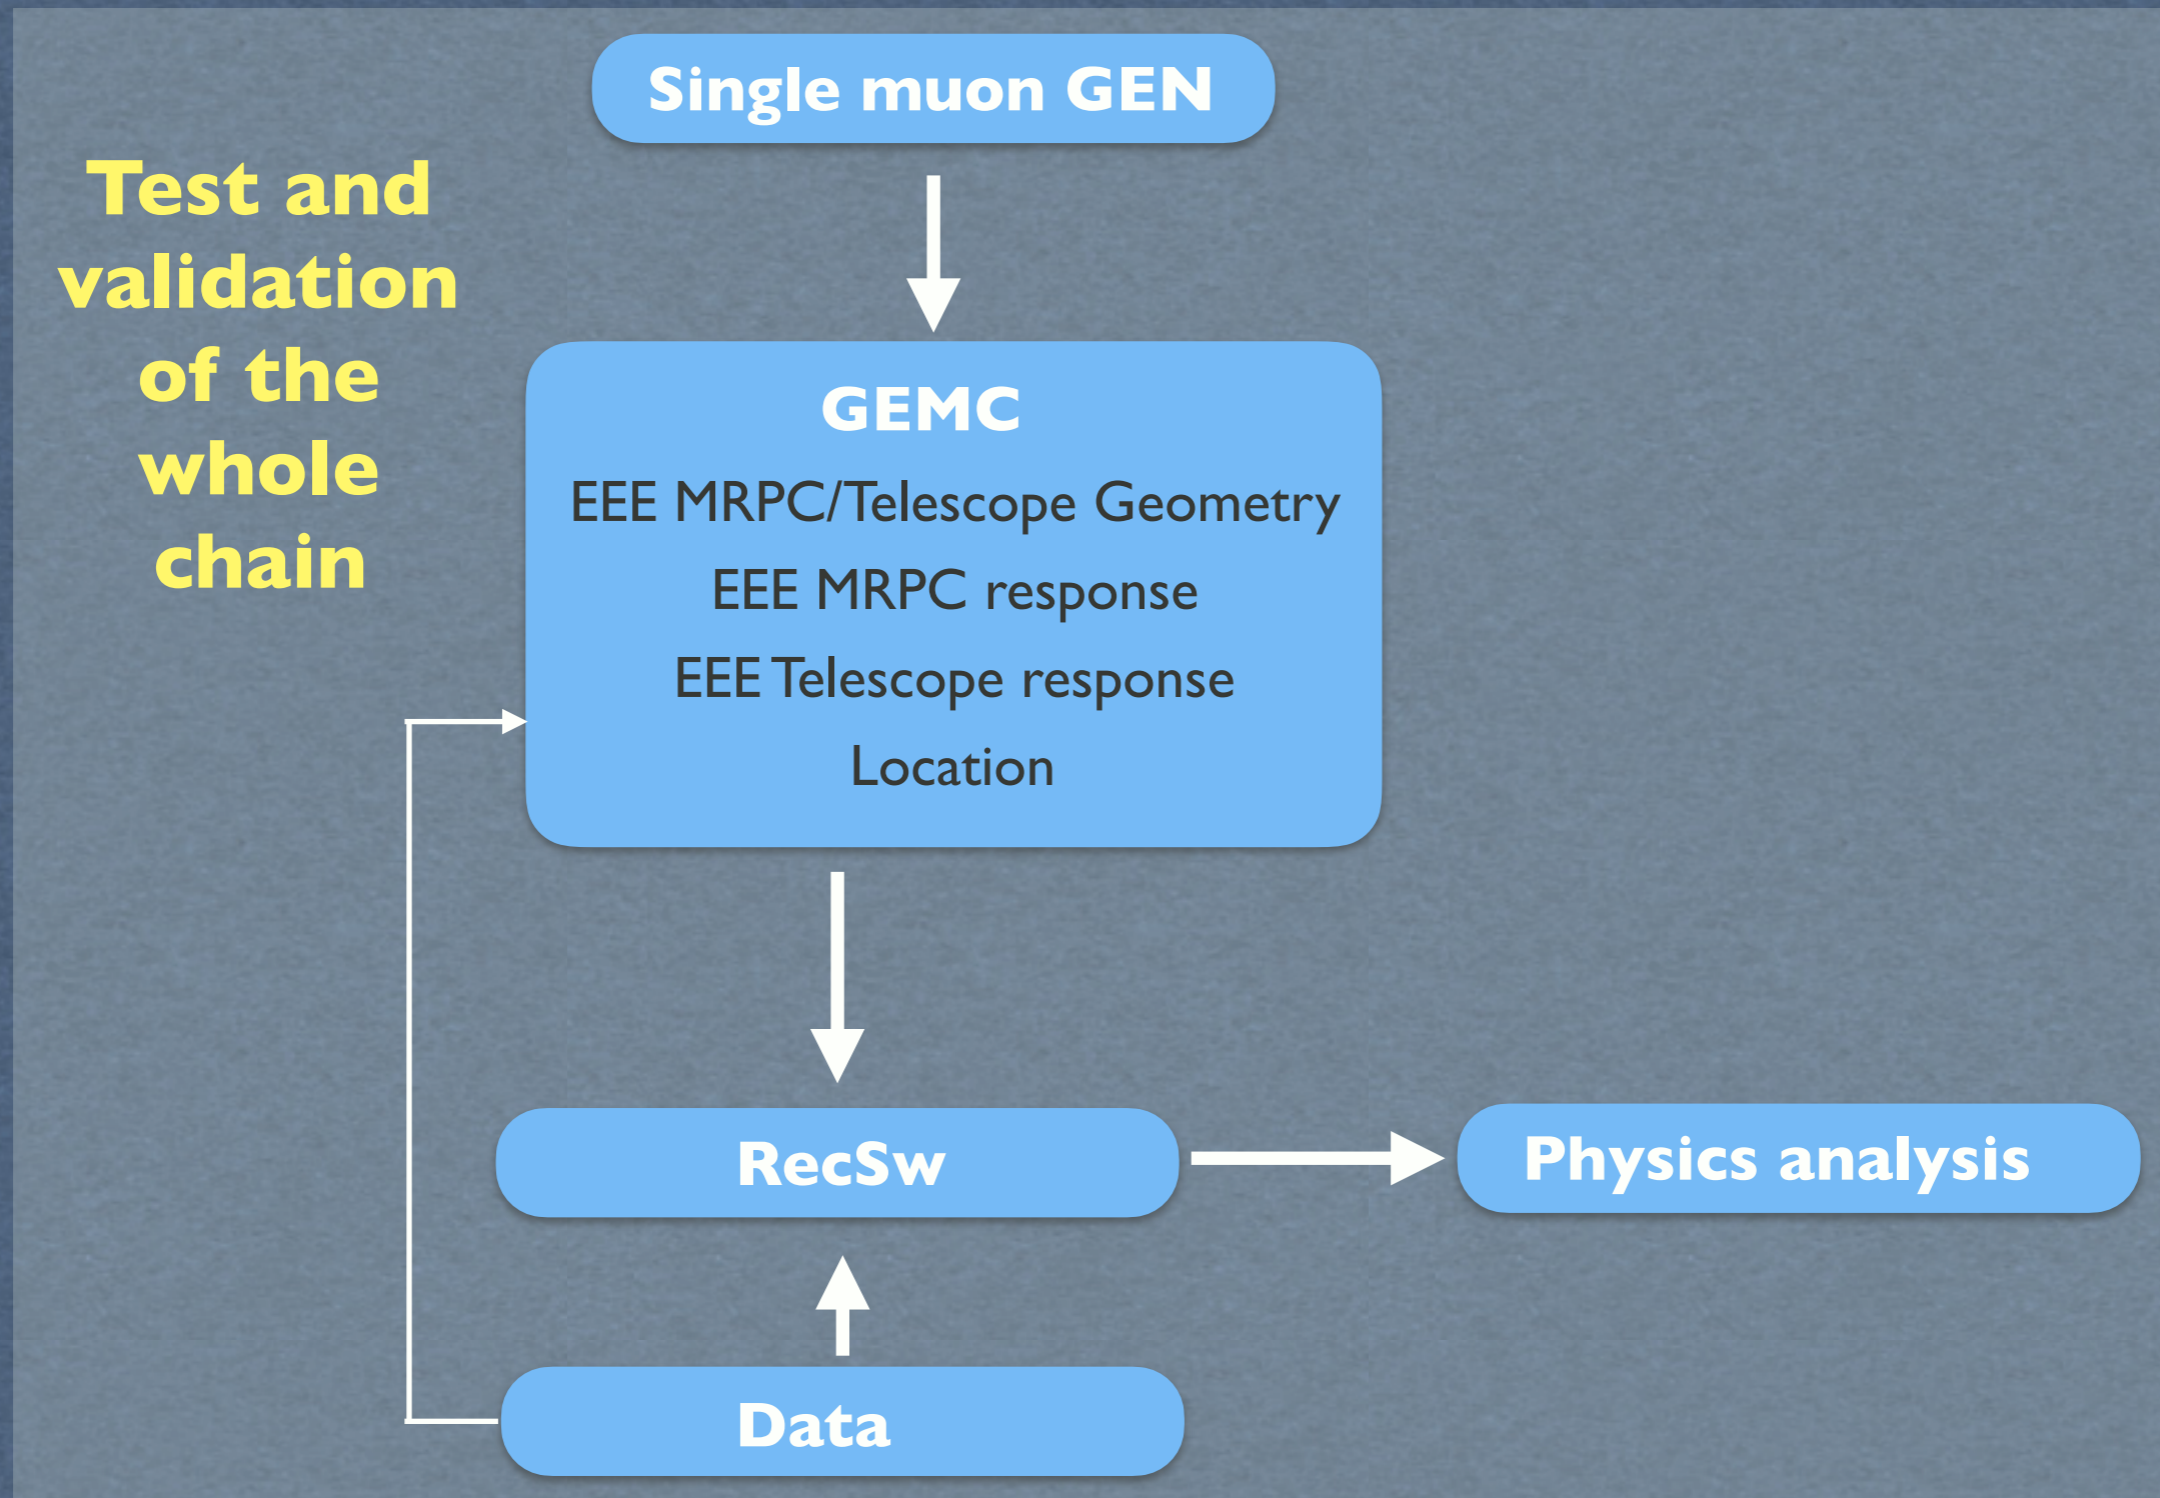 Single muon GEN
Test and
validation
of the
whole
chain
GEMC
EEE MRPC/Telescope Geometry
EEE MRPC response
EEE Telescope response
Location
RecSw
Physics analysis
Data